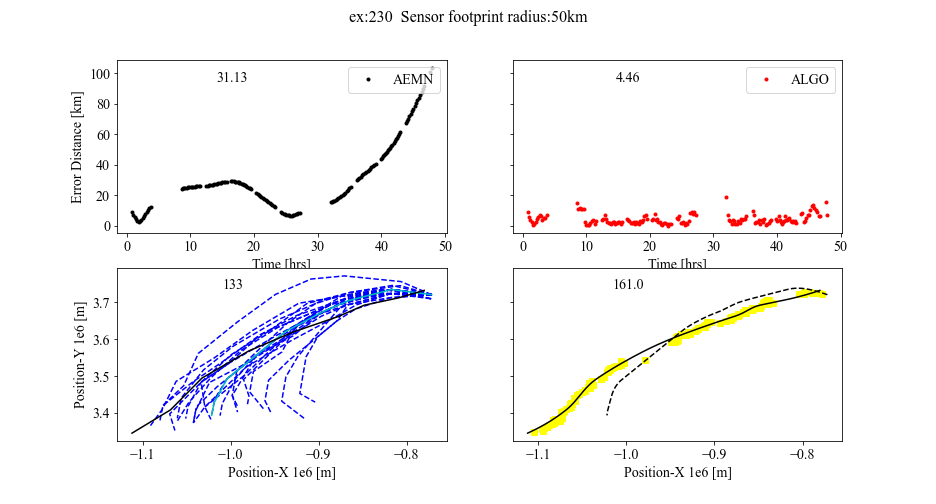 ex:230 Sensor footprint radius:50km
31.13
AEMN
4.46
ALGO
Error Distance [km]
100
80
60
40
20
0
0 10 20 30 40 50
Time [hrs]
0 10 20 30 40 50
Time [hrs]
133
161.0
Position-Y 1e6 [m]
3.7
3.6
3.5
3.4
−1.1 −1.0 −0.9 −0.8
Position-X 1e6 [m]
−1.1 −1.0 −0.9 −0.8
Position-X 1e6 [m]